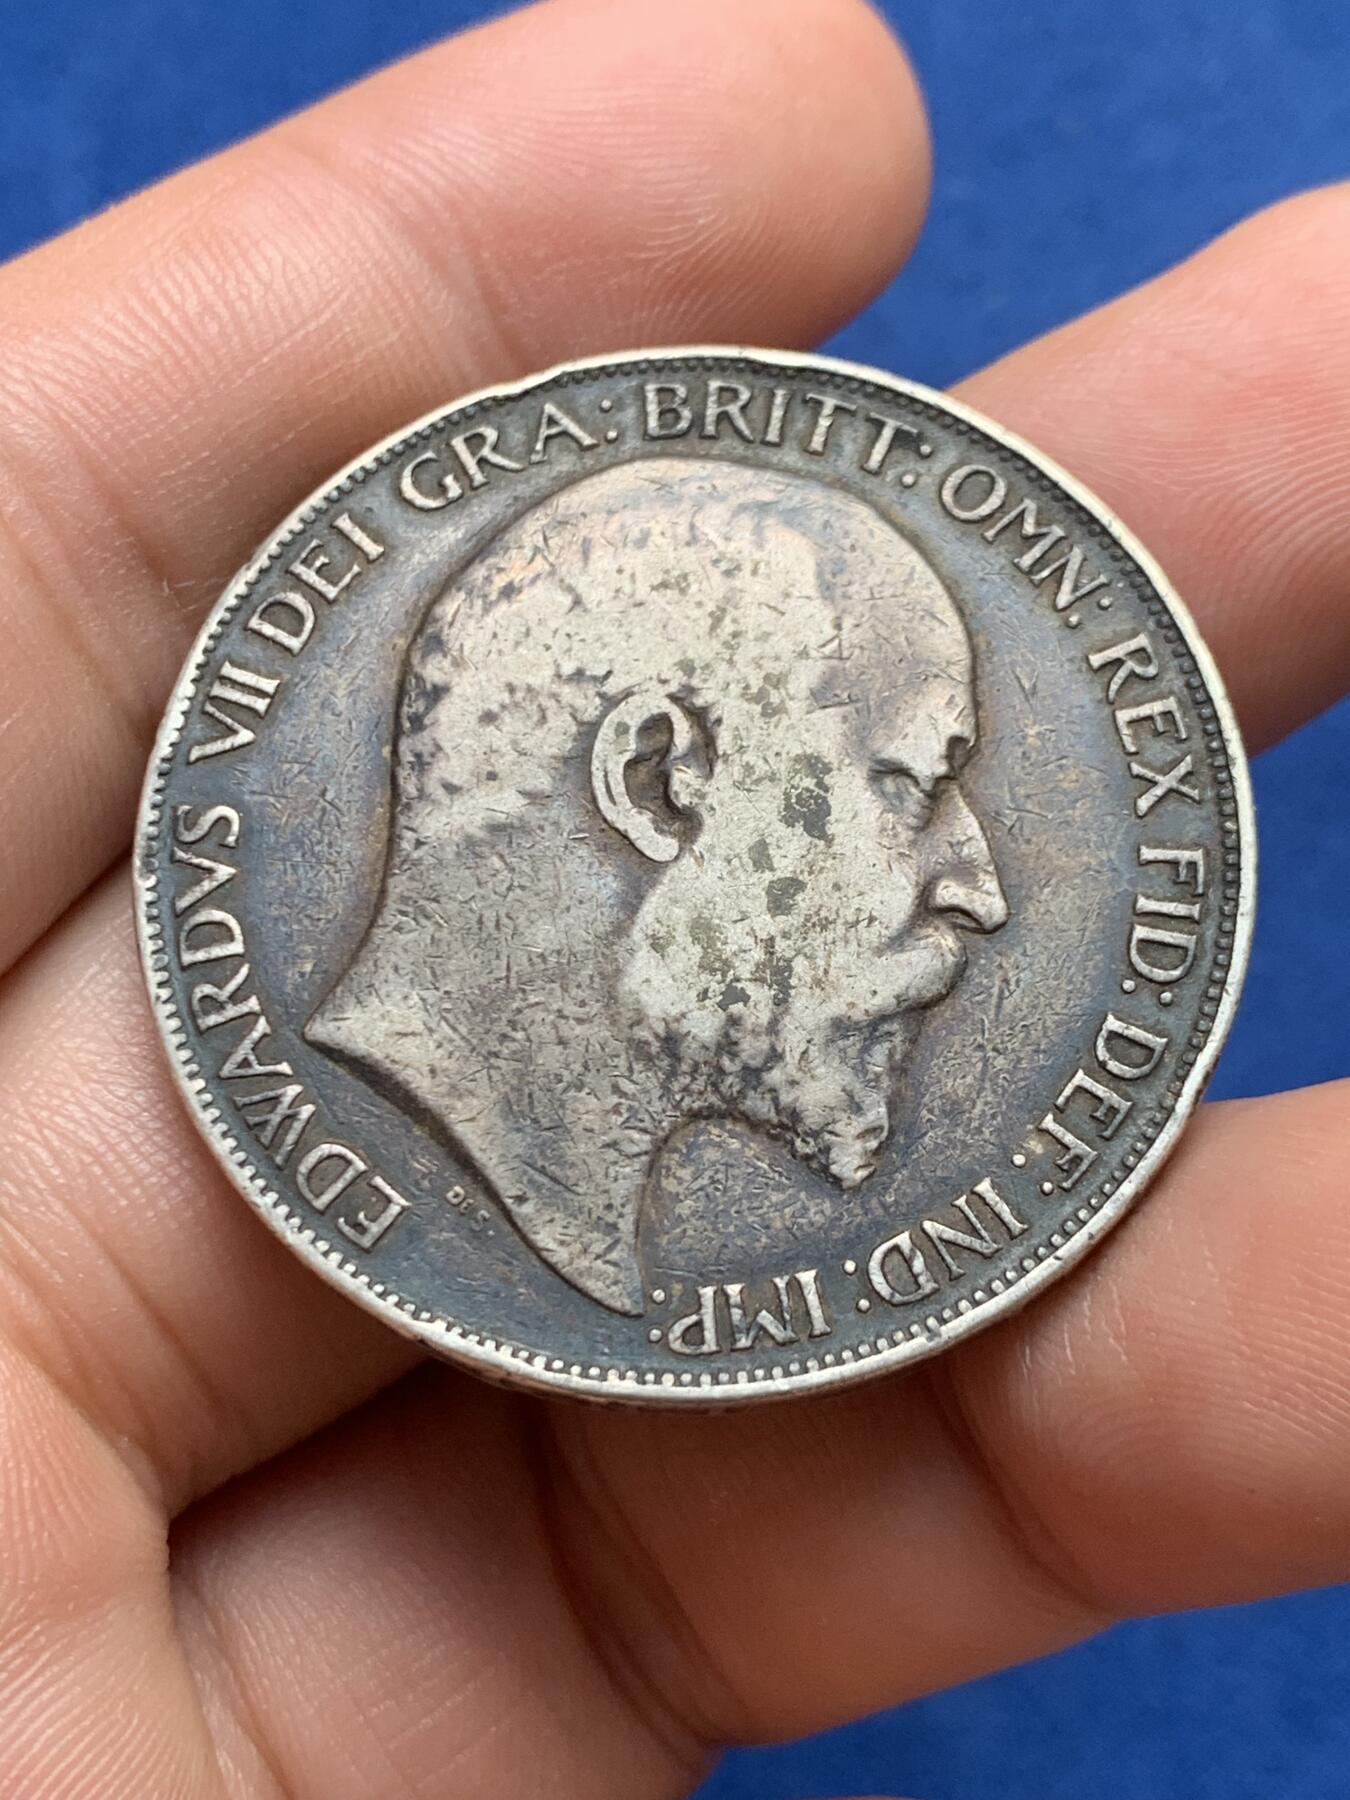 EDWARDVS VII DEI GRA: BRITT: OMN: REX FID: DEF: IND: IMP:
DES.